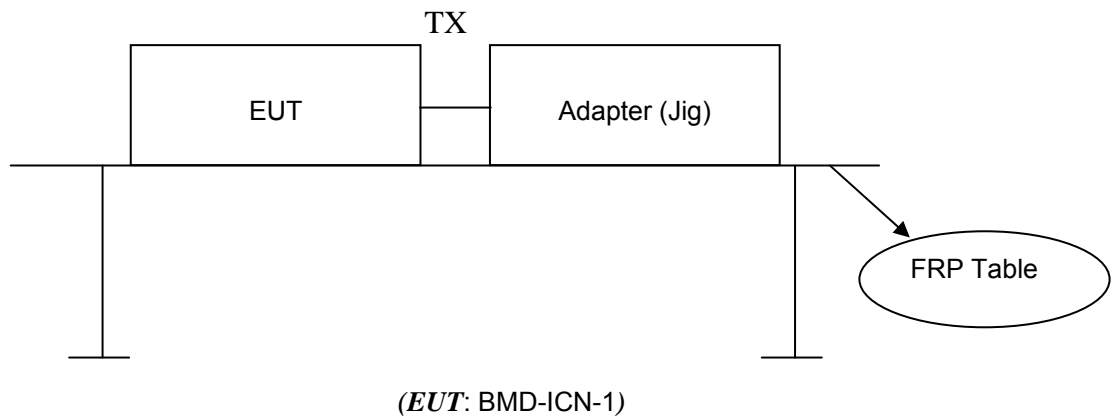 TX
EUT
Adapter (Jig)
FRP Table
(EUT: BMD-ICN-1)